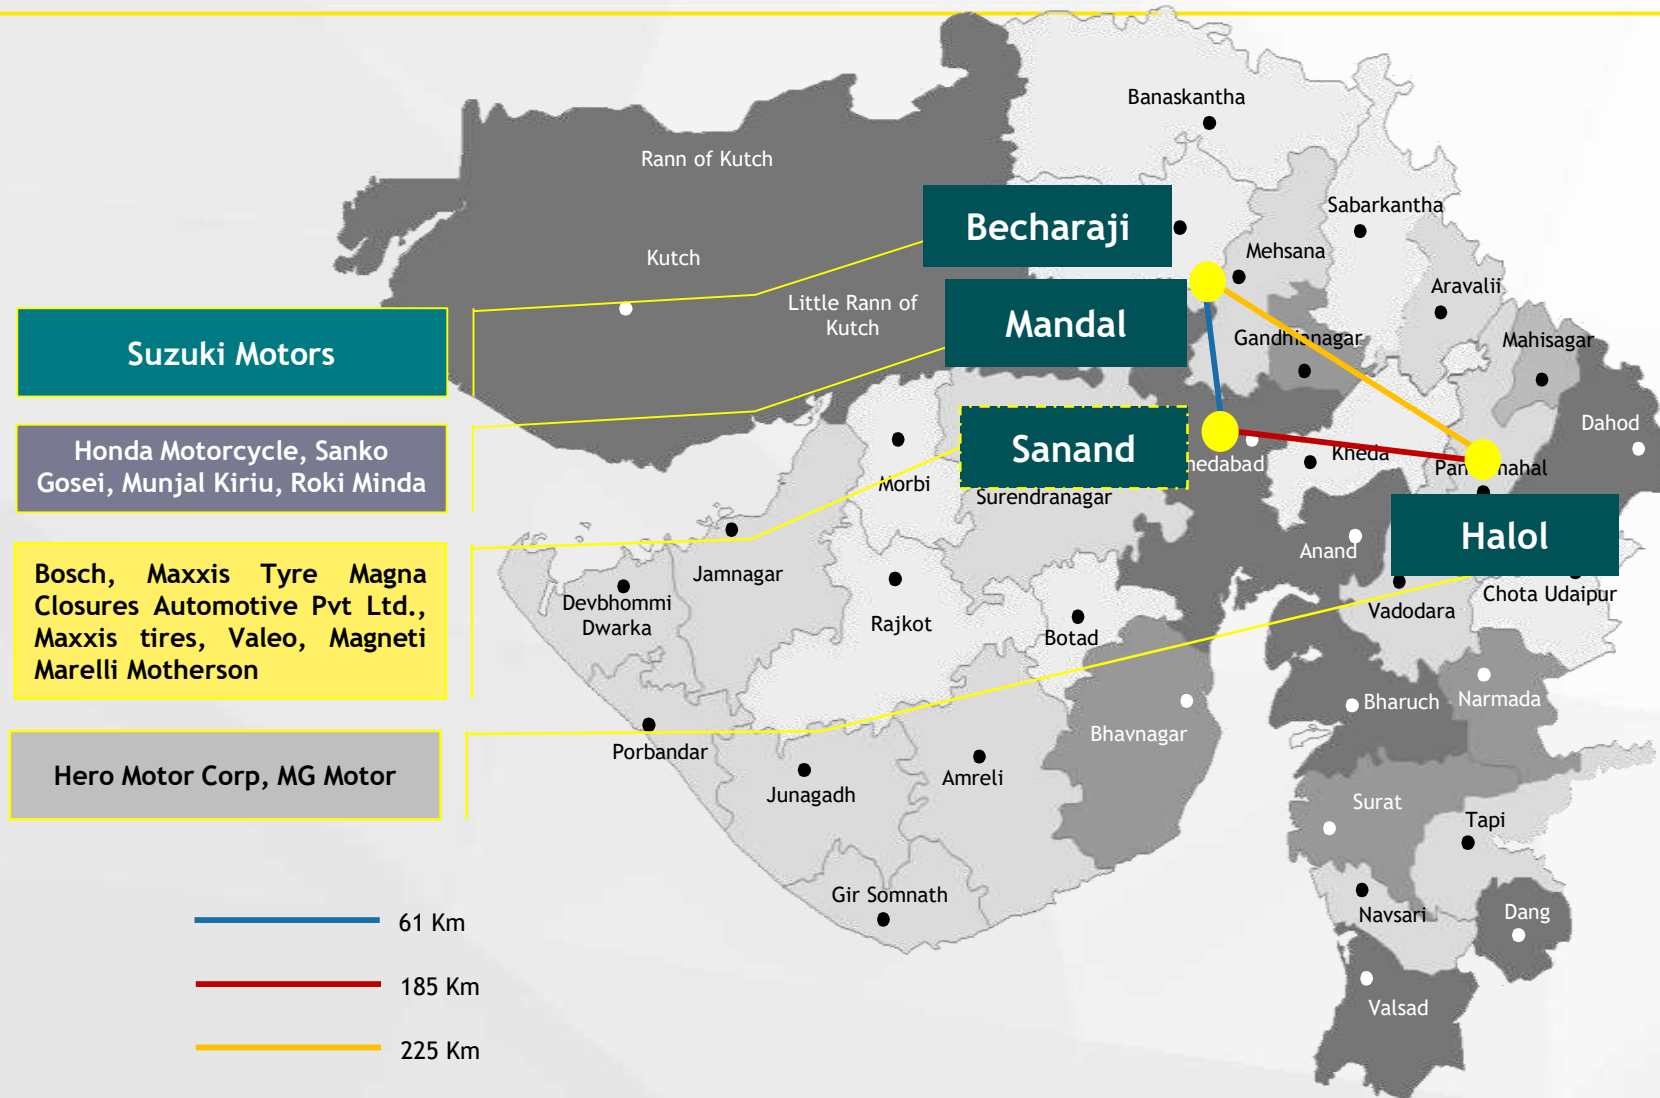 Banaskantha
Rann of Kutch
Sabarkantha
Becharaji
Mehsana
Kutch
Aravalii
Little Rann of
Kutch
Mandal
Gandhianagar
Mahisagar
Suzuki Motors
Dahod
Honda Motorcycle, Sanko
Gosei, Munjal Kiriu, Roki Minda
Sanand
Kheda
Morbi
Surendranagar
Halol
Anand
Bosch, Maxxis Tyre Magna
Closures Automotive Pvt Ltd.,
Maxxis tires, Valeo, Magneti
Marelli Motherson
Jamnagar
Devbhommi
Dwarka
Rajkot
Botad
Vadodara
Chota Udaipur
Bharuch
Narmada
Bhavnagar
Porbandar
Hero Motor Corp, MG Motor
Junagadh
Amreli
Surat
Tapi
Gir Somnath
Navsari
Dang
61 Km
185 Km
Valsad
225 Km